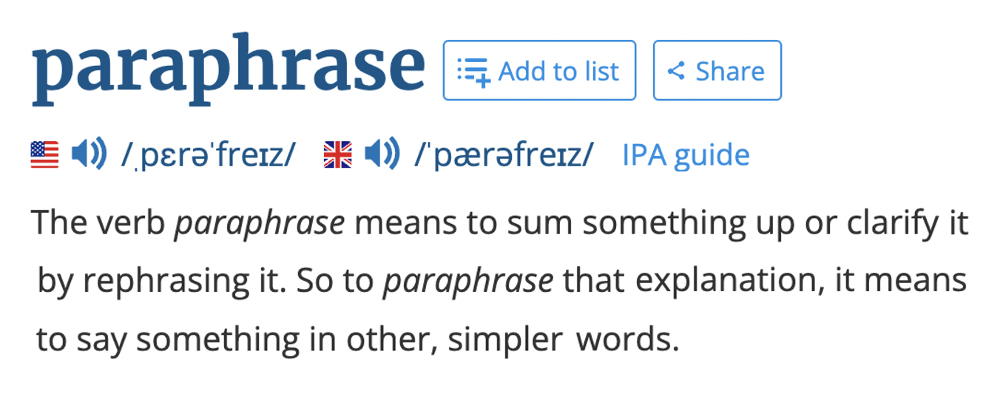 paraphrase Add to list Share
/ˌpɛrəˈfreɪz/ /ˈpærəfreɪz/ IPA guide
The verb paraphrase means to sum something up or clarify it
by rephrasing it. So to paraphrase that explanation, it means
to say something in other, simpler words.